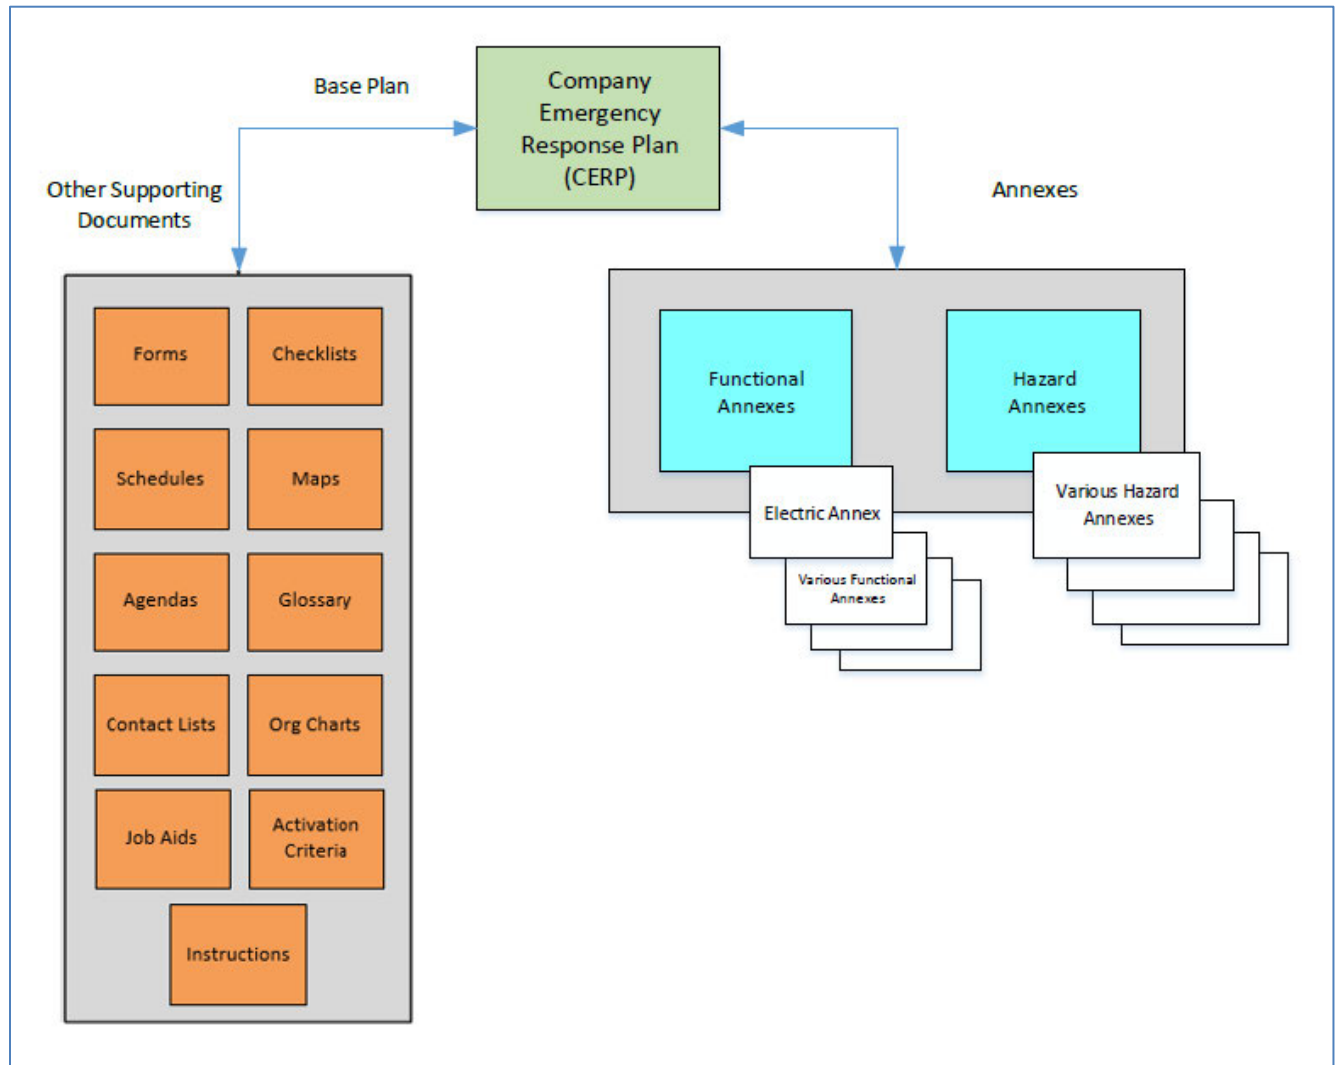 Base Plan
Company
Emergency
Response Plan
(CERP)
Other Supporting
Documents
Annexes
Forms
Checklists
Schedules
Maps
Agendas
Glossary
Contact Lists
Org Charts
Job Aids
Activation
Criteria
Instructions
Functional
Annexes
Hazard
Annexes
Electric Annex
Various Functional
Annexes
Various Hazard
Annexes